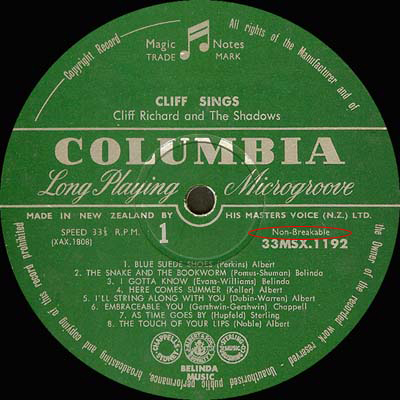 Copyright Record
All rights of the Manufacturer and of
Magic Notes
TRADE MARK
CLIFF SINGS
Cliff Richard and The Shadows
COLUMBIA
Long Playing Microgroove
MADE IN NEW ZEALAND BY HIS MASTERS VOICE (N.Z.) LTD.
SPEED 33⅓ R.P.M.
(XAX.1808)
1
Non-Breakable
33MSX.1192
1. BLUE SUEDE SHOES (Perkins) Albert
2. THE SNAKE AND THE BOOKWORM (Pomus-Shuman) Belinda
3. I GOTTA KNOW (Evans-Williams) Belinda
4. HERE COMES SUMMER (Keller) Albert
5. I'LL STRING ALONG WITH YOU (Dubin-Warren) Albert
6. EMBRACEABLE YOU (Gershwin-Gershwin) Chappell
7. AS TIME GOES BY (Hupfeld) Sterling
8. THE TOUCH OF YOUR LIPS (Noble) Albert
BELINDA
MUSIC
the Owner of the recorded work reserved -
Unauthorised public performance, broadcasting and copying of this record prohibited